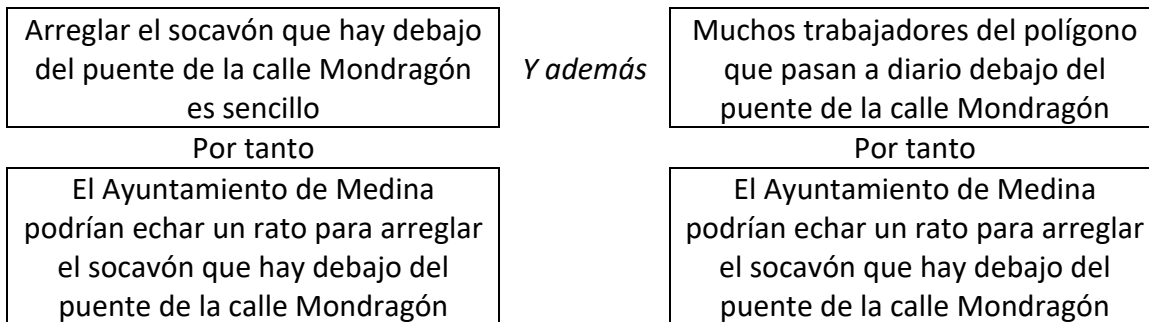 Arreglar el socavón que hay debajo
del puente de la calle Mondragón
es sencillo
Y además
Muchos trabajadores del polígono
que pasan a diario debajo del
puente de la calle Mondragón
Por tanto
Por tanto
El Ayuntamiento de Medina
podrían echar un rato para arreglar
el socavón que hay debajo del
puente de la calle Mondragón
El Ayuntamiento de Medina
podrían echar un rato para arreglar
el socavón que hay debajo del
puente de la calle Mondragón